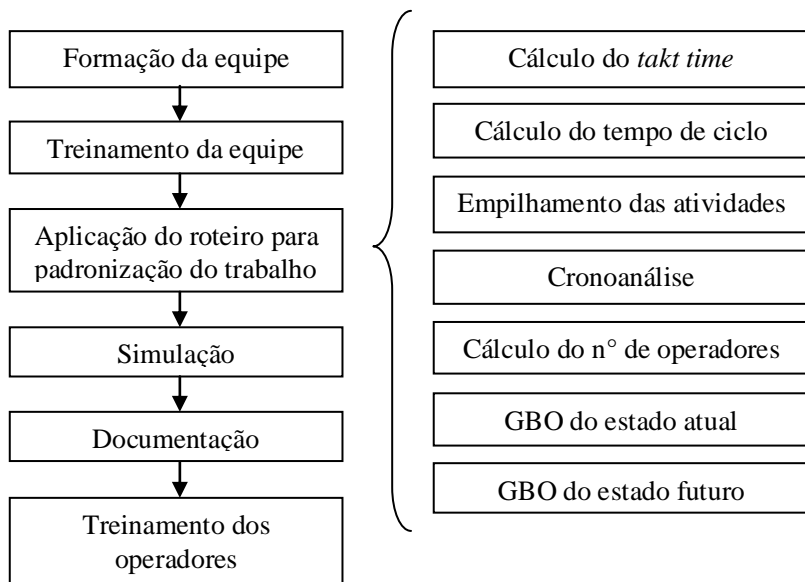 Formação da equipe
Treinamento da equipe
Aplicação do roteiro para
padronização do trabalho
Simulação
Documentação
Treinamento dos
operadores
Cálculo do takt time
Cálculo do tempo de ciclo
Empilhamento das atividades
Cronoanálise
Cálculo do n° de operadores
GBO do estado atual
GBO do estado futuro